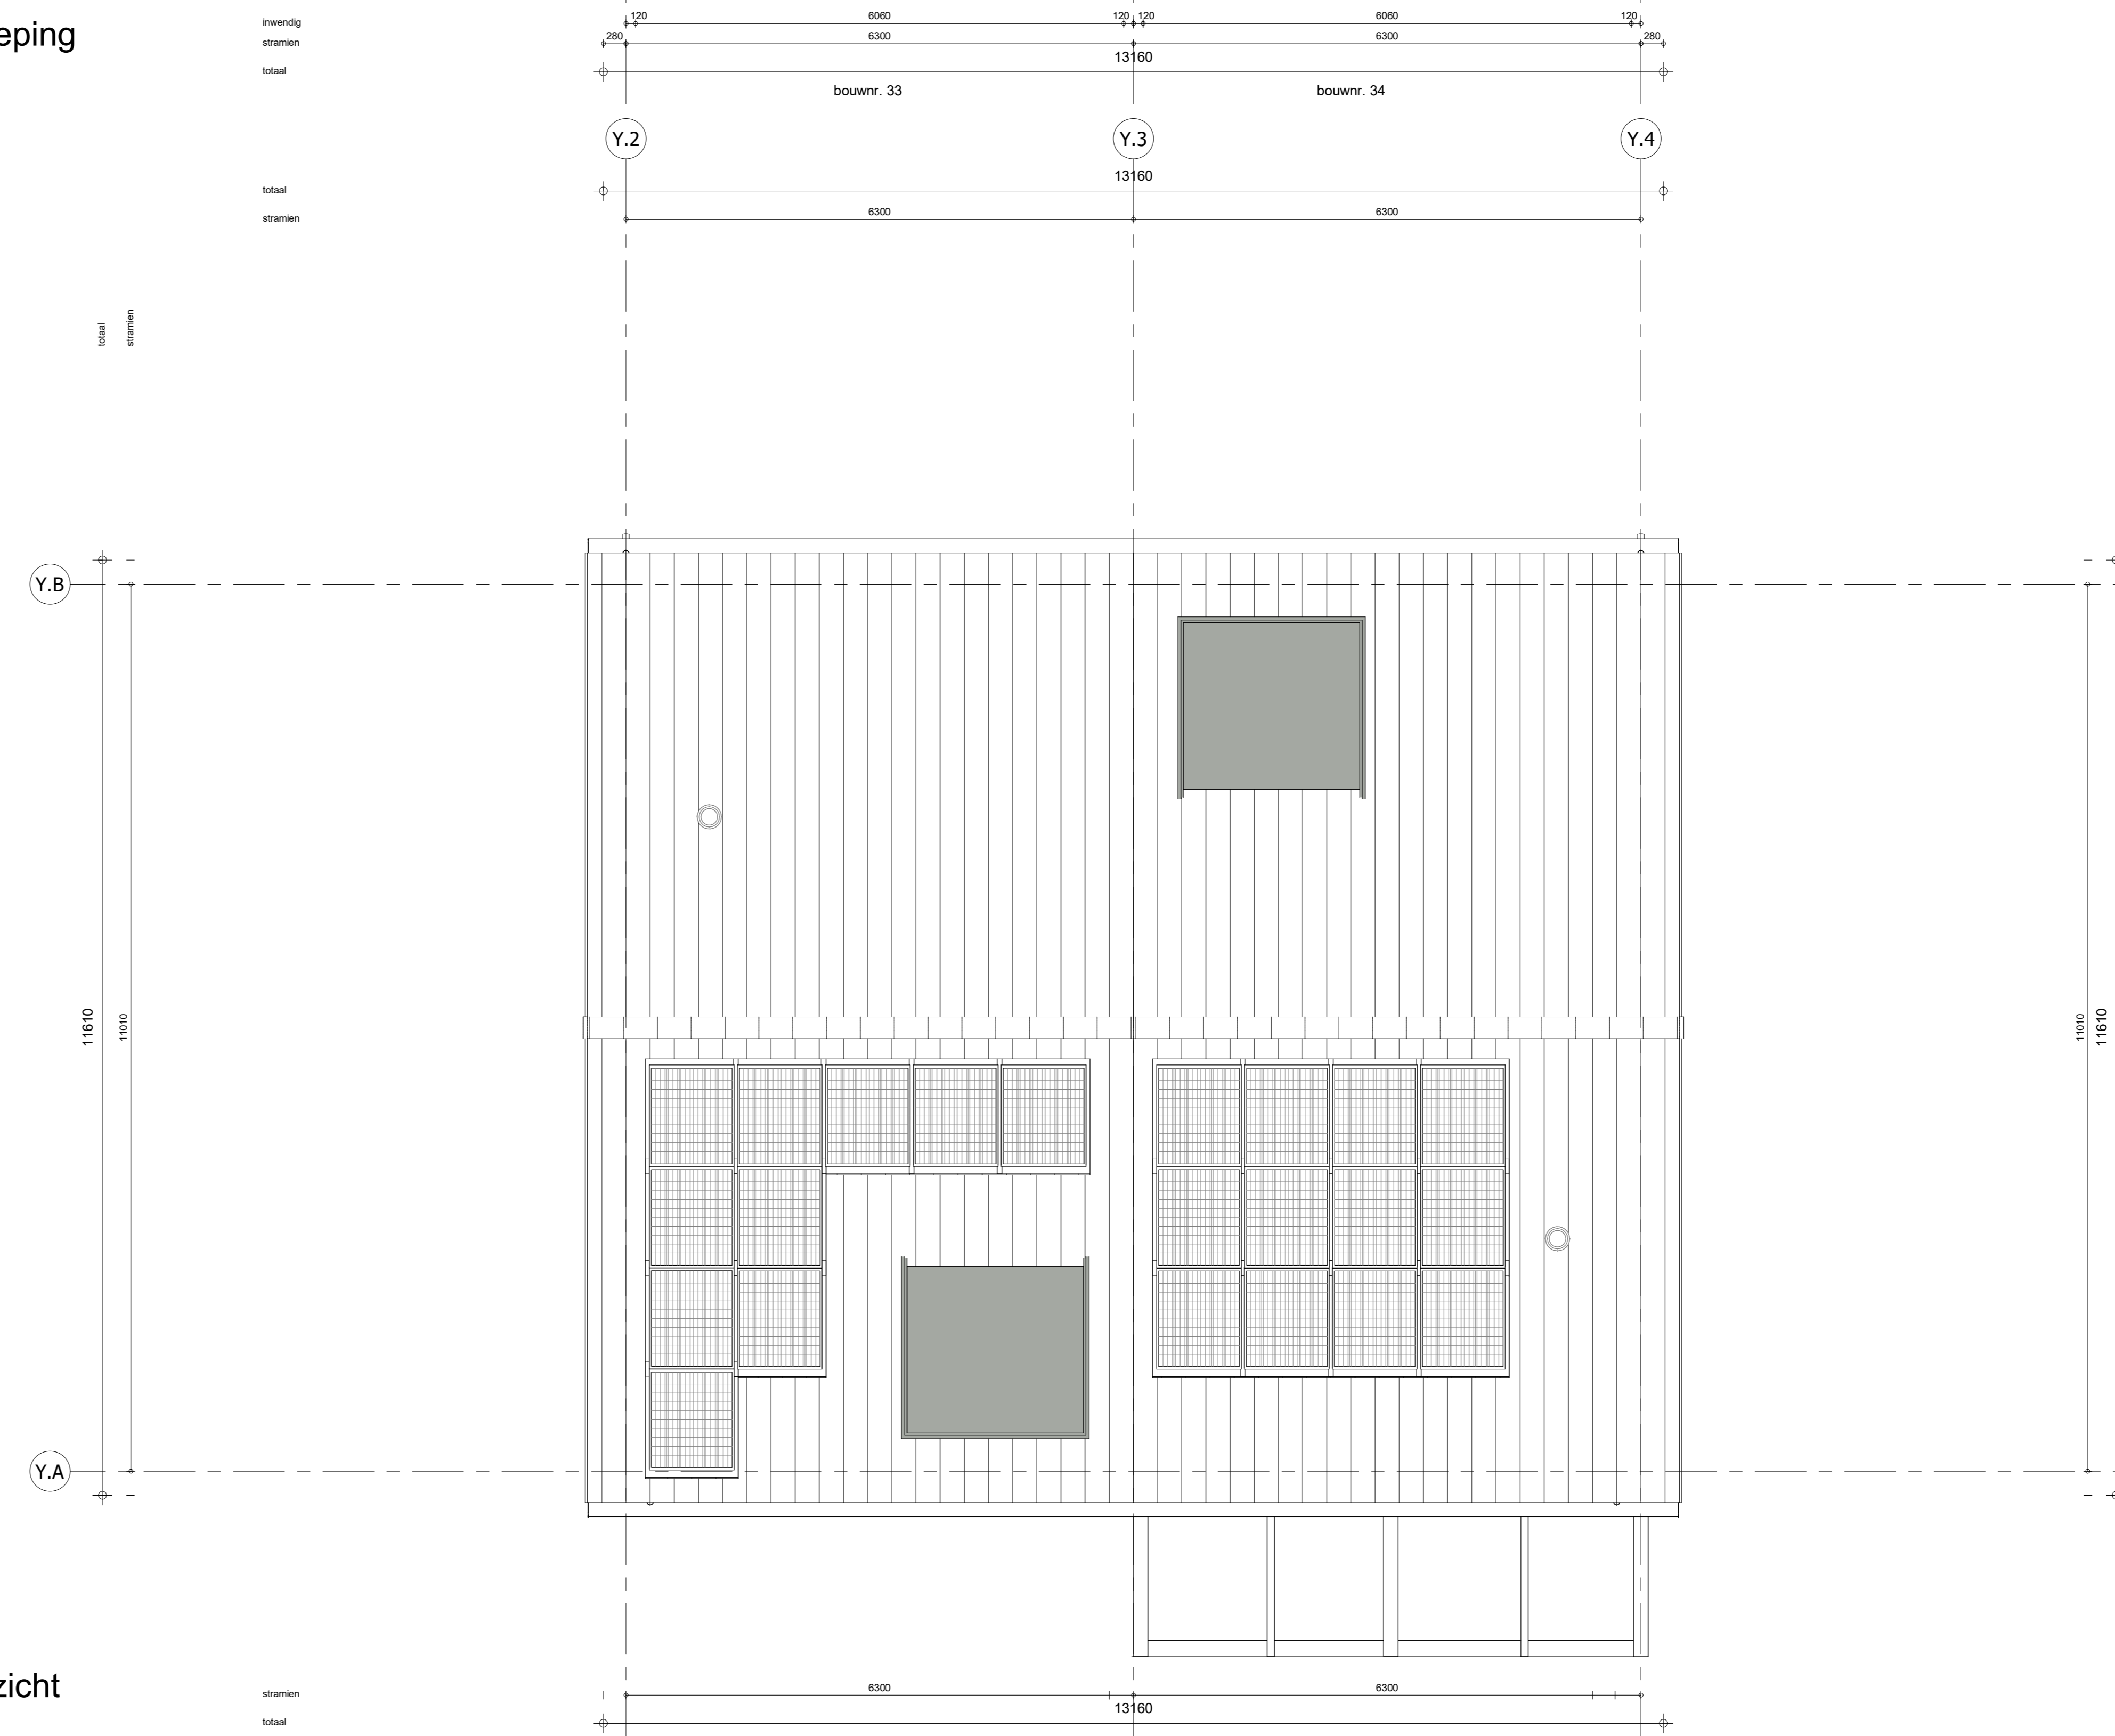 inwendig 120 6060 120 120 6060 120
eping
stramien 280 6300 6300 280
13160
totaal
bouwnr. 33 bouwnr. 34
Y.2 Y.3 Y.4
13160
totaal
stramien 6300 6300
totaal
stramien
Y.B
11610
11010
11010
11610
Y.A
zicht
stramien 6300 6300
13160
totaal